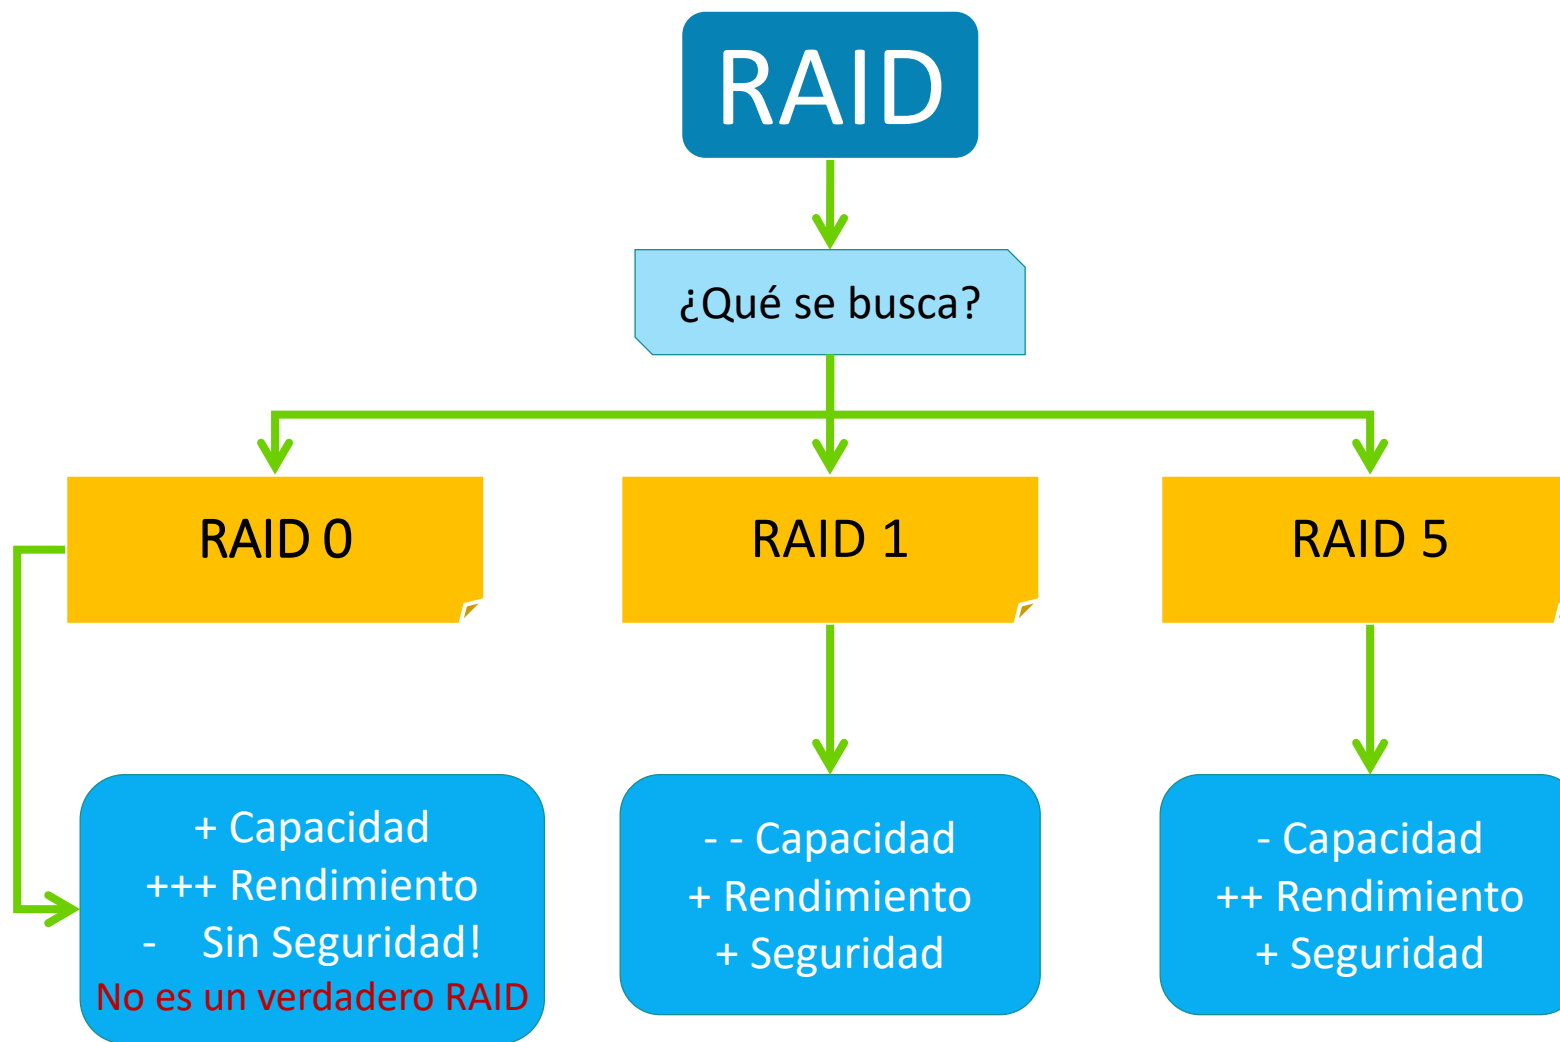 RAID
¿Qué se busca?
RAID 0
RAID 1
RAID 5
+ Capacidad
+++ Rendimiento
- Sin Seguridad!
No es un verdadero RAID
- - Capacidad
+ Rendimiento
+ Seguridad
- Capacidad
++ Rendimiento
+ Seguridad